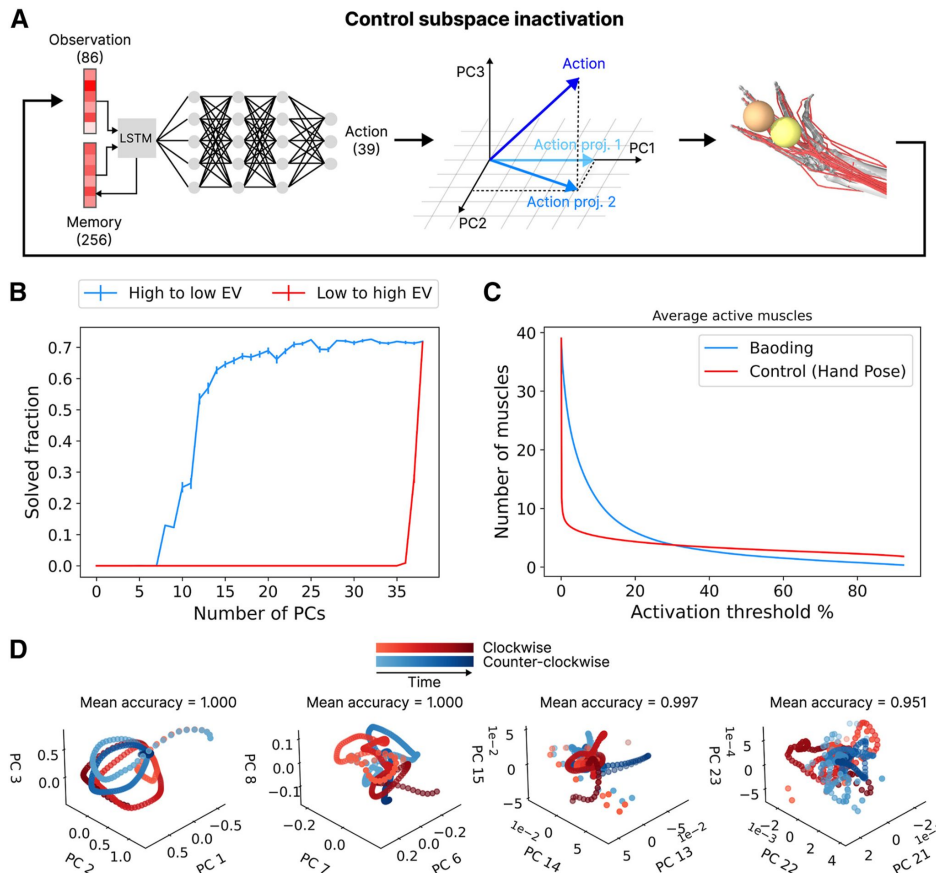 A
Control subspace inactivation
Observation
(86)
LSTM
Memory
(256)
Action
(39)
PC3
Action
Action proj. 1
PC1
Action proj. 2
PC2
B
High to low EV
Low to high EV
Solved fraction
0.7
0.6
0.5
0.4
0.3
0.2
0.1
0.0
0 5 10 15 20 25 30 35
Number of PCs
C
Average active muscles
Baoding
Control (Hand Pose)
Number of muscles
40
30
20
10
0
0 20 40 60 80
Activation threshold %
D
Clockwise
Counter-clockwise
Time
Mean accuracy = 1.000
PC 3
0.5
0.0
0.0
0.5
1.0
PC 2
-0.5
0.0
0.5
PC 1
Mean accuracy = 1.000
PC 8
0.1
0.0
-0.1
-0.2
0.0
PC 7
-0.2
0.0
0.2
PC 6
Mean accuracy = 0.997
PC 15
1e-2
5
0
-5
1e-2
0
5
PC 14
-5
1e-2
0
5
PC 13
Mean accuracy = 0.951
PC 23
1e-4
5
0
-5
-2
1e-3
0
2
4
PC 22
0
2
PC 21